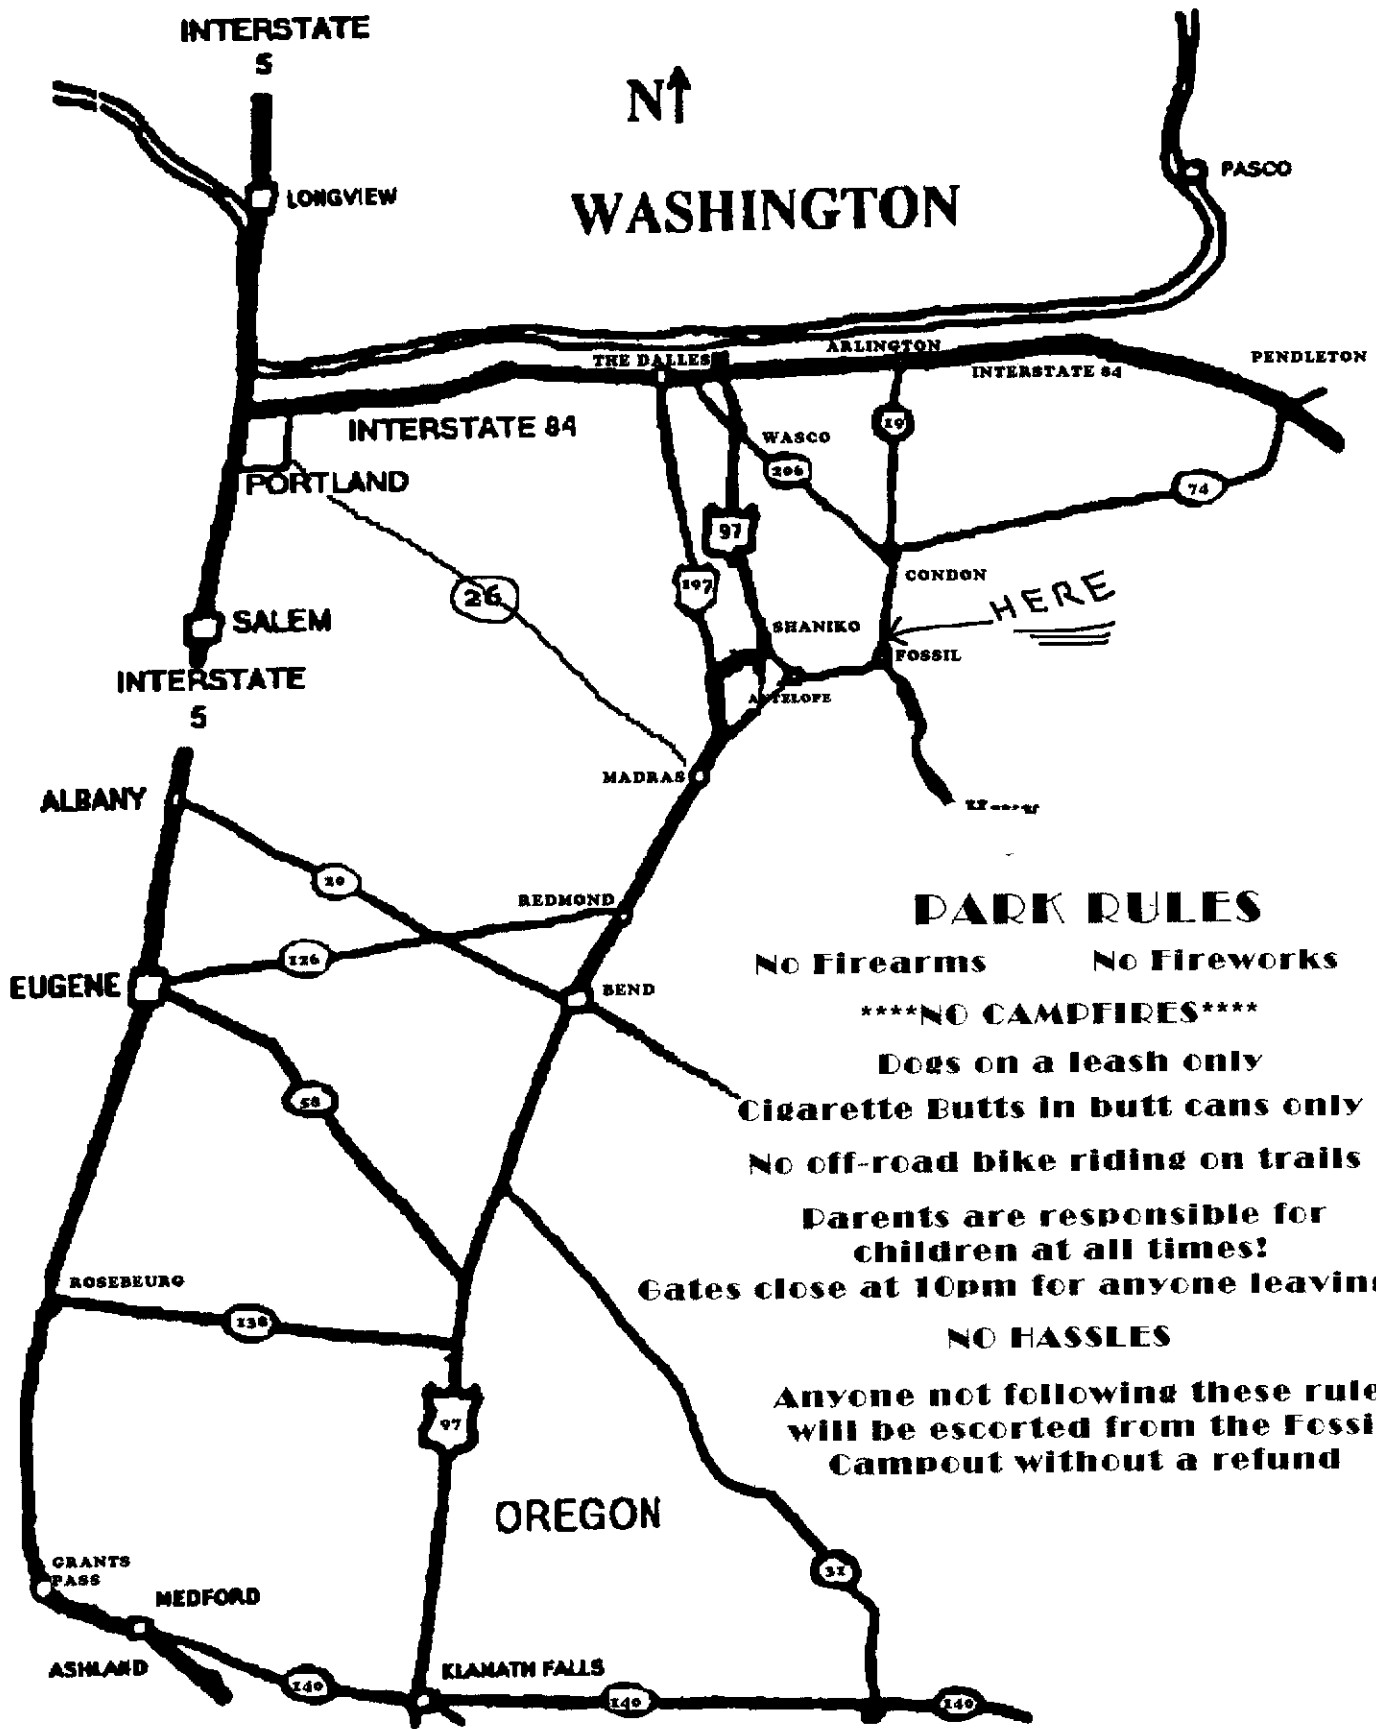 INTERSTATE
5
N
LONGVIEW
PASCO
WASHINGTON
THE DALLES
ARLINGTON
INTERSTATE 84
PENDLETON
INTERSTATE 84
19
WASCO
206
PORTLAND
74
97
26
197
CONDON
HERE
SALEM
SHANIKO
FOSSIL
INTERSTATE
5
ANTELOPE
MADRAS
ALBANY
20
REDMOND
126
EUGENE
BEND
58
ROSEBEURG
138
97
OREGON
31
GRANTS
PASS
MEDFORD
ASHLAND
140
KLAMATH FALLS
140
140
PARK RULES
No Firearms No Fireworks
****NO CAMPFIRES****
Dogs on a leash only
Cigarette Butts in butt cans only
No off-road bike riding on trails
Parents are responsible for
children at all times!
Gates close at 10pm for anyone leaving
NO HASSLES
Anyone not following these rule
will be escorted from the Fossi
Campout without a refund